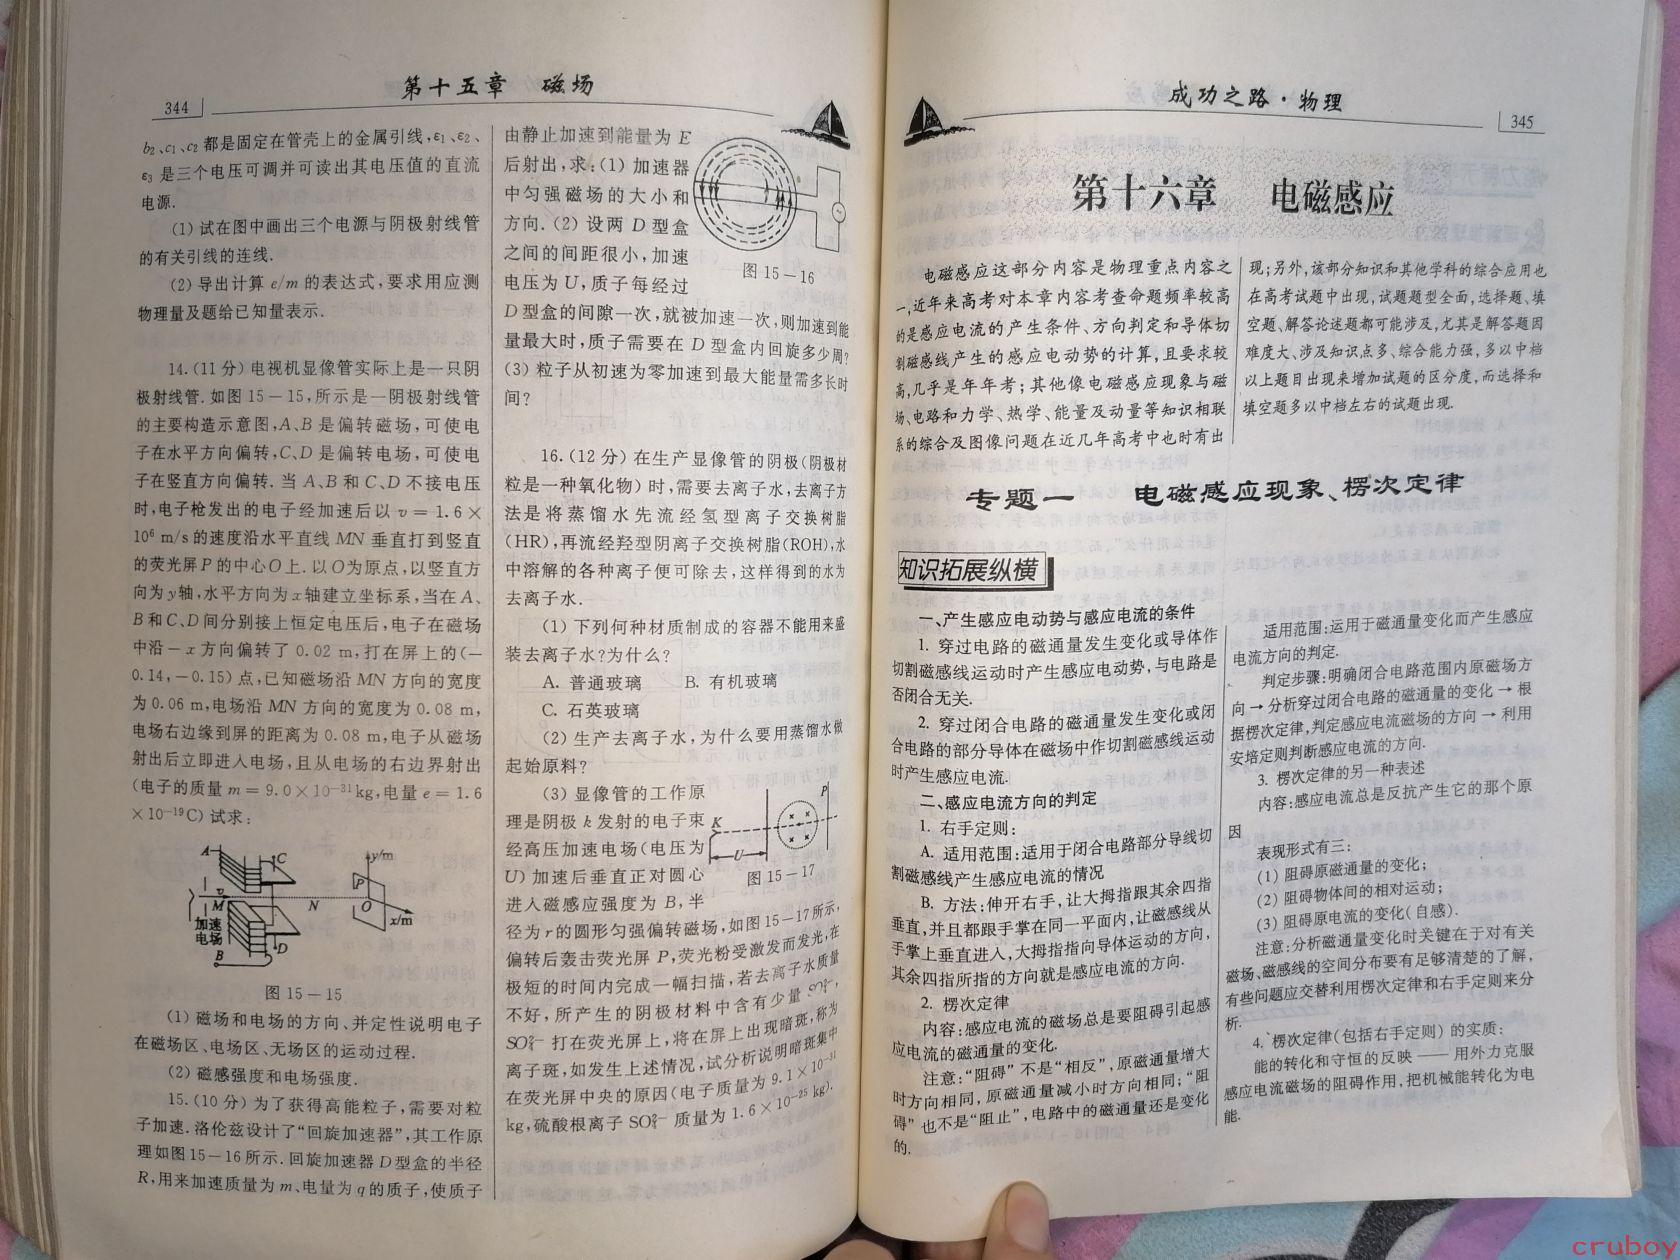 344
第十五章 磁场
b₂、c₁、c₂ 都是固定在管壳上的金属引线,ε₁、ε₂、
ε₃ 是三个电压可调并可读出其电压值的直流
电源.
(1) 试在图中画出三个电源与阴极射线管
的有关引线的连线.
(2) 导出计算 e/m 的表达式,要求用应测
物理量及题给已知量表示.
14.(11 分) 电视机显像管实际上是一只阴
极射线管.如图 15－15,所示是一阴极射线管
的主要构造示意图,A、B 是偏转磁场,可使电
子在水平方向偏转,C、D 是偏转电场,可使电
子在竖直方向偏转. 当 A、B 和 C、D 不接电压
时,电子枪发出的电子经加速后以 v = 1.6 ×
10⁶ m/s 的速度沿水平直线 MN 垂直打到竖直
的荧光屏 P 的中心 O 上. 以 O 为原点,以竖直方
向为 y 轴,水平方向为 x 轴建立坐标系,当在 A、
B 和 C、D 间分别接上恒定电压后,电子在磁场
中沿－x 方向偏转了 0.02 m,打在屏上的(－
0.14,－0.15) 点,已知磁场沿 MN 方向的宽度
为 0.06 m,电场沿 MN 方向的宽度为 0.08 m,
电场右边缘到屏的距离为 0.08 m,电子从磁场
射出后立即进入电场,且从电场的右边界射出
(电子的质量 m = 9.0×10⁻³¹kg,电量 e = 1.6
×10⁻¹⁹C) 试求:
A
C
y/m
P
v
M
N
O
x/m
加速
电场
D
B
图 15－15
(1) 磁场和电场的方向、并定性说明电子
在磁场区、电场区、无场区的运动过程.
(2) 磁感强度和电场强度.
15.(10 分) 为了获得高能粒子,需要对粒
子加速. 洛伦兹设计了“回旋加速器”,其工作原
理如图 15－16 所示. 回旋加速器 D 型盒的半径
R,用来加速质量为 m、电量为 q 的质子,使质子
由静止加速到能量为 E
后射出,求:(1) 加速器
中匀强磁场的大小和
方向. (2) 设两 D 型盒
之间的间距很小,加速
电压为 U,质子每经过
图 15－16
D 型盒的间隙一次,就被加速一次,则加速到能
量最大时,质子需要在 D 型盒内回旋多少周?
(3) 粒子从初速为零加速到最大能量需多长时
间?
16.(12 分) 在生产显像管的阴极(阴极材
粒是一种氧化物) 时,需要去离子水,去离子方
法是将蒸馏水先流经氢型离子交换树脂
(HR),再流经羟型阴离子交换树脂(ROH),水
中溶解的各种离子便可除去,这样得到的水为
去离子水.
(1) 下列何种材质制成的容器不能用来盛
装去离子水?为什么?
A. 普通玻璃 B. 有机玻璃
C. 石英玻璃
(2) 生产去离子水,为什么要用蒸馏水做
起始原料?
(3) 显像管的工作原
理是阴极 k 发射的电子束
经高压加速电场(电压为
U) 加速后垂直正对圆心
进入磁感应强度为 B,半
K
P
U
图 15－17
径为 r 的圆形匀强偏转磁场,如图 15－17 所示,
偏转后轰击荧光屏 P,荧光粉受激发而发光,在
极短的时间内完成一幅扫描,若去离子水质量
不好,所产生的阴极材料中含有少量 SO₄²⁻,
SO₄²⁻ 打在荧光屏上,将在屏上出现暗斑,称为
离子斑,如发生上述情况,试分析说明暗斑集中
在荧光屏中央的原因(电子质量为 9.1×10⁻³¹
kg,硫酸根离子 SO₄²⁻ 质量为 1.6×10⁻²⁵ kg).
成功之路·物理
345
第十六章 电磁感应
电磁感应这部分内容是物理重点内容之
一,近年来高考对本章内容考查命题频率较高
的是感应电流的产生条件、方向判定和导体切
割磁感线产生的感应电动势的计算,且要求较
高,几乎是年年考;其他像电磁感应现象与磁
场、电路和力学、热学、能量及动量等知识相联
系的综合及图像问题在近几年高考中也时有出
现;另外,该部分知识和其他学科的综合应用也
在高考试题中出现,试题题型全面,选择题、填
空题、解答论述题都可能涉及,尤其是解答题因
难度大、涉及知识点多、综合能力强,多以中档
以上题目出现来增加试题的区分度,而选择和
填空题多以中档左右的试题出现.
专题一 电磁感应现象、楞次定律
知识拓展纵横
一、产生感应电动势与感应电流的条件
1. 穿过电路的磁通量发生变化或导体作
切割磁感线运动时产生感应电动势,与电路是
否闭合无关.
2. 穿过闭合电路的磁通量发生变化或闭
合电路的部分导体在磁场中作切割磁感线运动
时产生感应电流.
二、感应电流方向的判定
1. 右手定则:
A. 适用范围:适用于闭合电路部分导线切
割磁感线产生感应电流的情况
B. 方法:伸开右手,让大拇指跟其余四指
垂直,并且都跟手掌在同一平面内,让磁感线从
手掌上垂直进入,大拇指指向导体运动的方向,
其余四指所指的方向就是感应电流的方向.
2. 楞次定律
内容:感应电流的磁场总是要阻碍引起感
应电流的磁通量的变化.
注意:“阻碍” 不是“相反”,原磁通量增大
时方向相同,原磁通量减小时方向相同;“阻
碍” 也不是“阻止”,电路中的磁通量还是变化
的.
适用范围:运用于磁通量变化而产生感应
电流方向的判定.
判定步骤:明确闭合电路范围内原磁场方
向 → 分析穿过闭合电路的磁通量的变化 → 根
据楞次定律,判定感应电流磁场的方向 → 利用
安培定则判断感应电流的方向.
3. 楞次定律的另一种表述
内容:感应电流总是反抗产生它的那个原
因
表现形式有三:
(1) 阻碍原磁通量的变化;
(2) 阻碍物体间的相对运动;
(3) 阻碍原电流的变化(自感).
注意:分析磁通量变化时关键在于对有关
磁场、磁感线的空间分布要有足够清楚的了解,
有些问题应交替利用楞次定律和右手定则来分
析.
4. 楞次定律(包括右手定则) 的实质:
能的转化和守恒的反映 —— 用外力克服
感应电流磁场的阻碍作用,把机械能转化为电
能.
cruboy